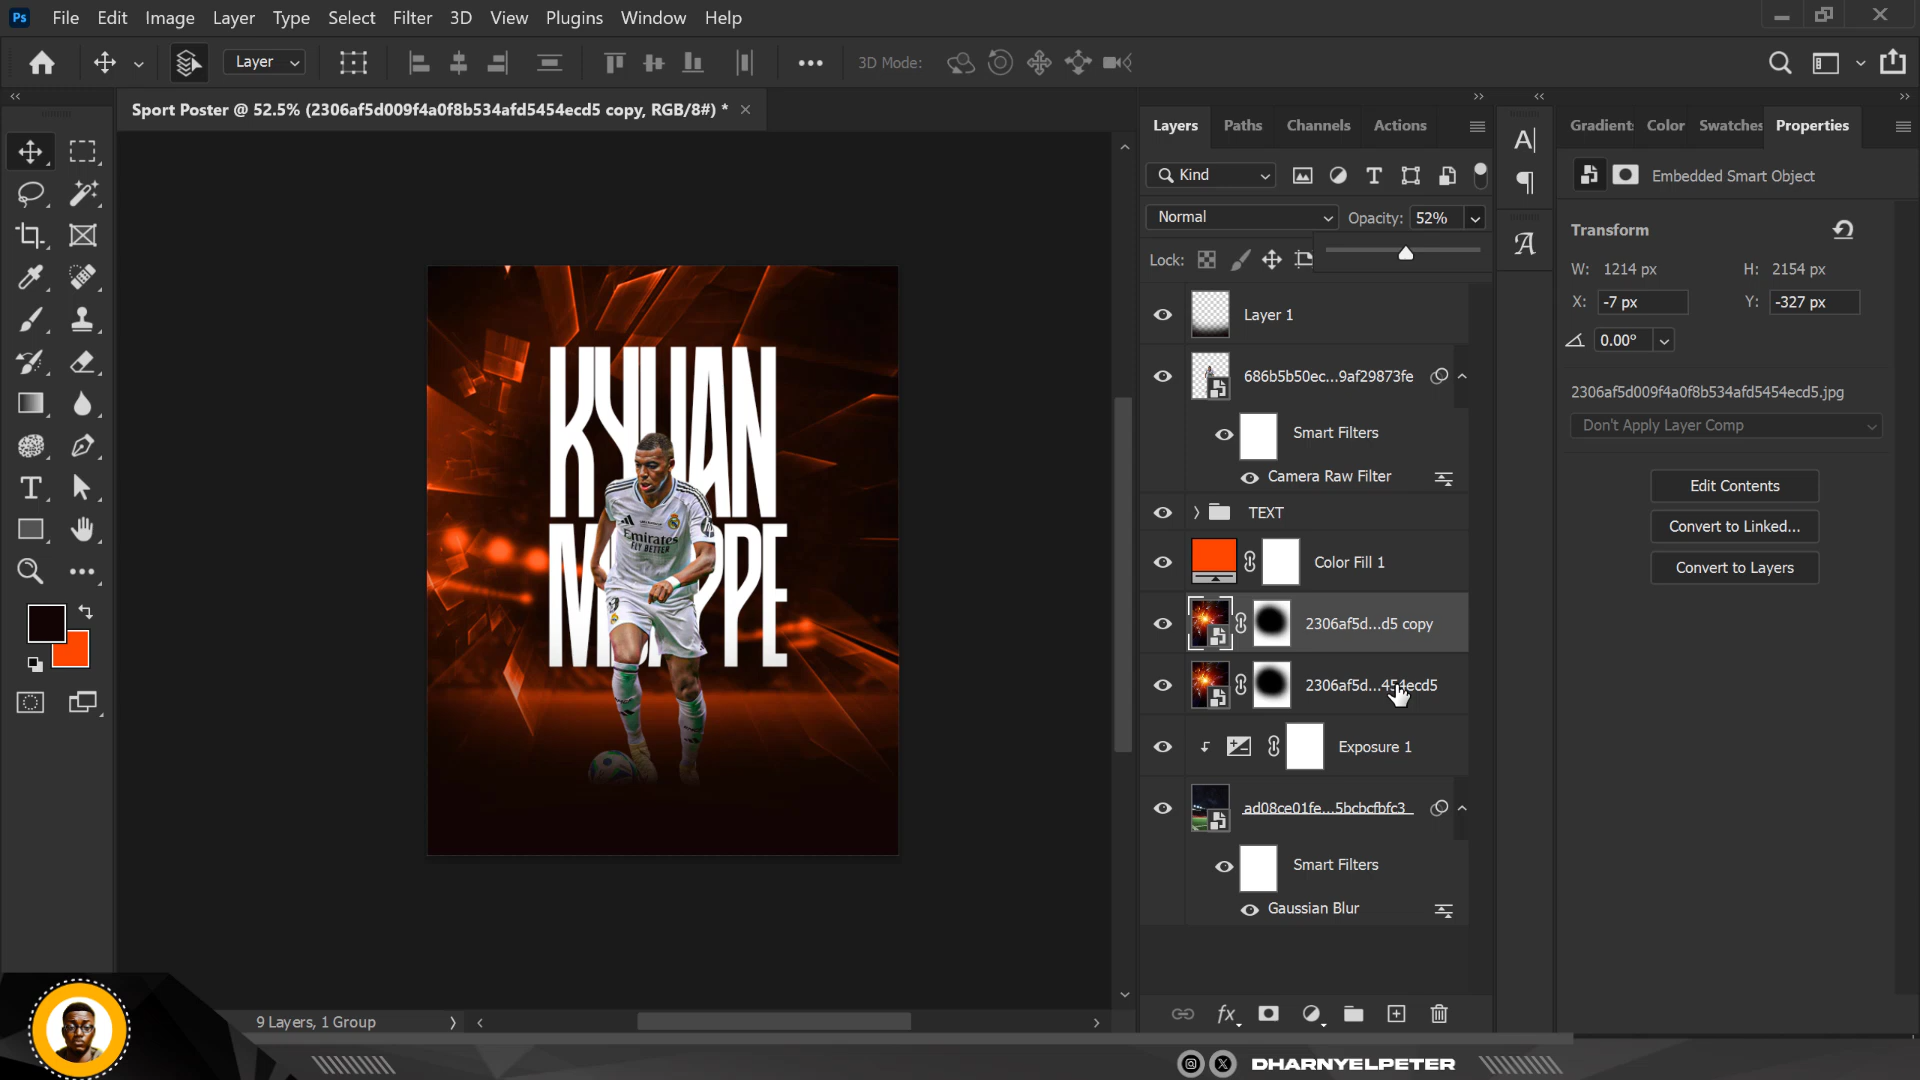 Ps File Edit Image Layer Type Select Filter 3D View Plugins Window Help
Layer 3D Mode:
Sport Poster @ 52.5% (2306af5d009f4a0f8b534afd5454ecd5 copy, RGB/8#) *
Layers Paths Channels Actions
Kind
Normal Opacity: 52%
Lock:
Layer 1
686b5b50ec...9af29873fe
Smart Filters
Camera Raw Filter
TEXT
Color Fill 1
2306af5d...d5 copy
2306af5d...454ecd5
Exposure 1
ad08ce01fe...5bcbcfbfc3
Smart Filters
Gaussian Blur
Gradient Color Swatches Properties
Embedded Smart Object
Transform
W: 1214 px H: 2154 px
X: -7 px Y: -327 px
0.00°
2306af5d009f4a0f8b534afd5454ecd5.jpg
Don't Apply Layer Comp
Edit Contents
Convert to Linked...
Convert to Layers
Emirates
FLY BETTER
9 Layers, 1 Group
DHARNYELPETER